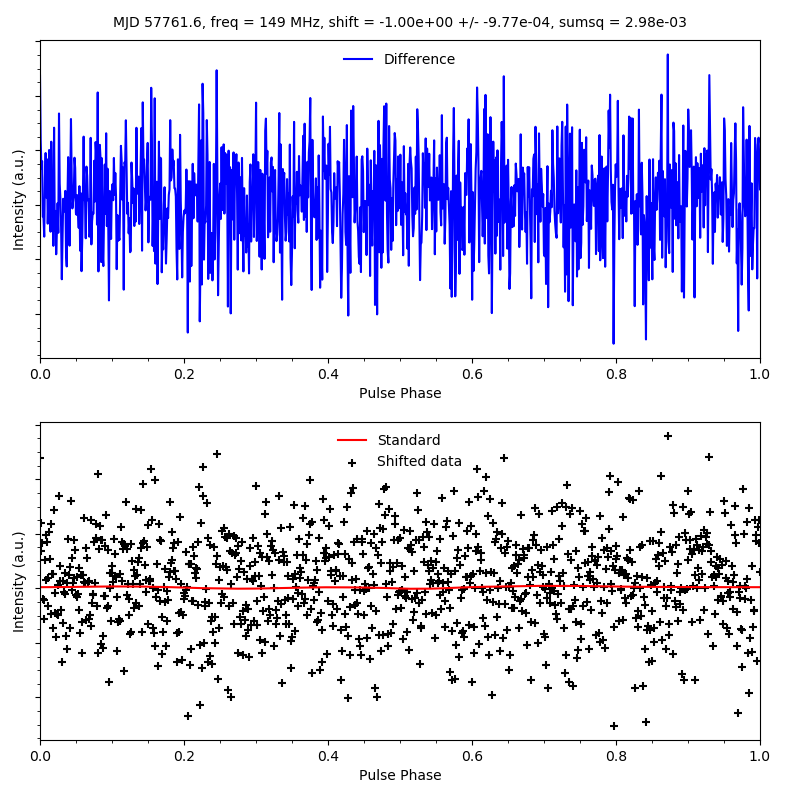 MJD 57761.6, freq = 149 MHz, shift = -1.00e+00 +/- -9.77e-04, sumsq = 2.98e-03
Difference
Intensity (a.u.)
0.0 0.2 0.4 0.6 0.8 1.0
Pulse Phase
Standard
Shifted data
Intensity (a.u.)
0.0 0.2 0.4 0.6 0.8 1.0
Pulse Phase